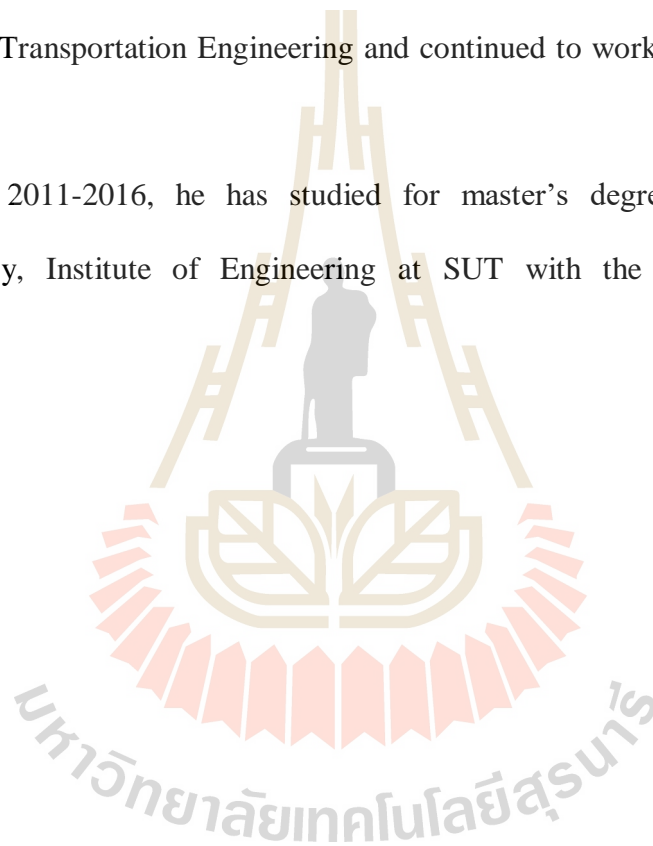 Transportation Engineering and continued to work
2011-2016, he has studied for master’s degre
y, Institute of Engineering at SUT with the
มหาวิทยาลัยเทคโนโลยีสุรนารี